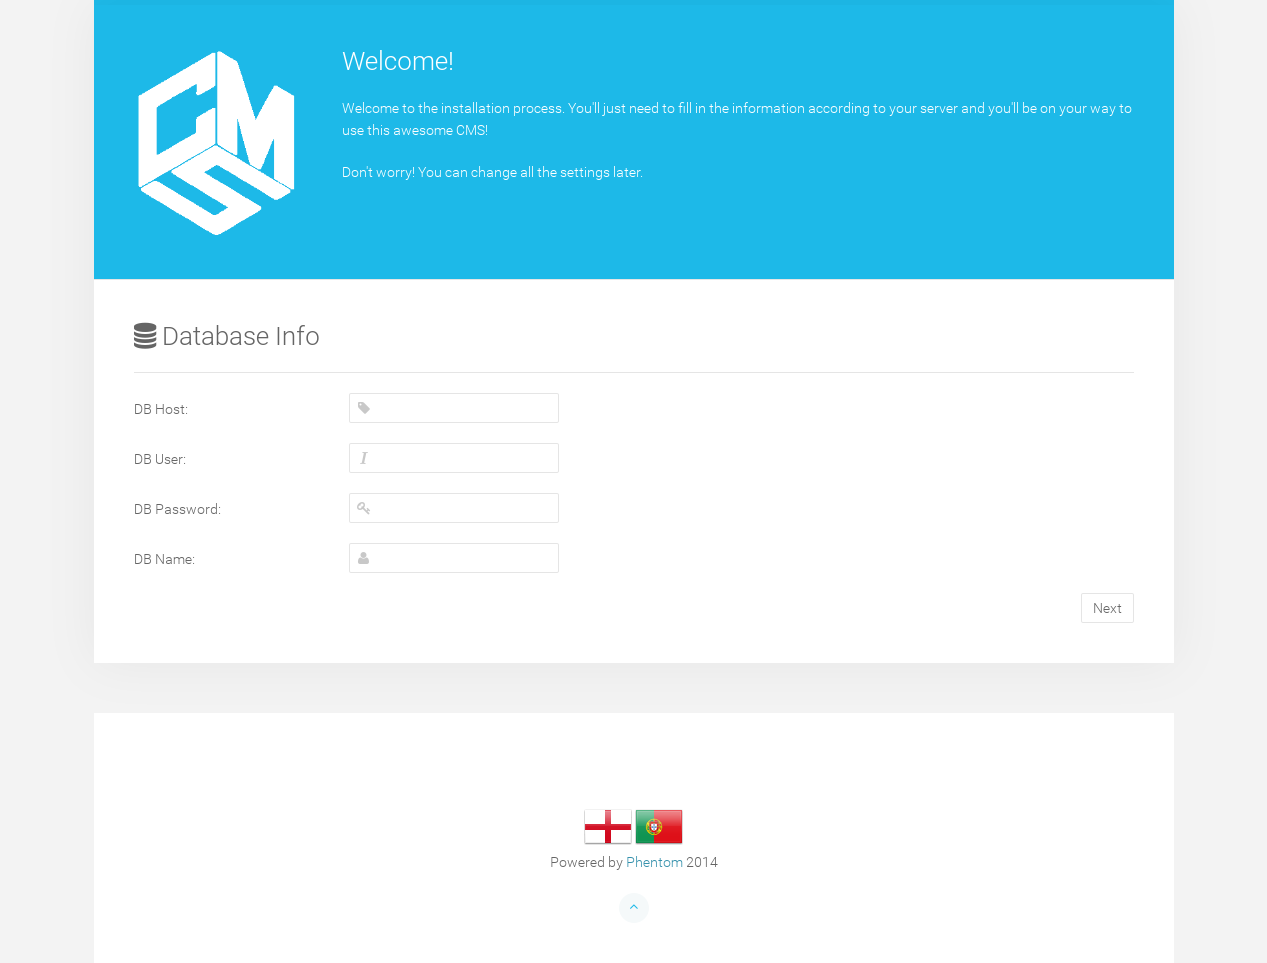 CMS
Welcome!
Welcome to the installation process. You'll just need to fill in the information according to your server and you'll be on your way to
use this awesome CMS!
Don't worry! You can change all the settings later.
Database Info
DB Host:
DB User:
DB Password:
DB Name:
Next
Powered by Phentom 2014